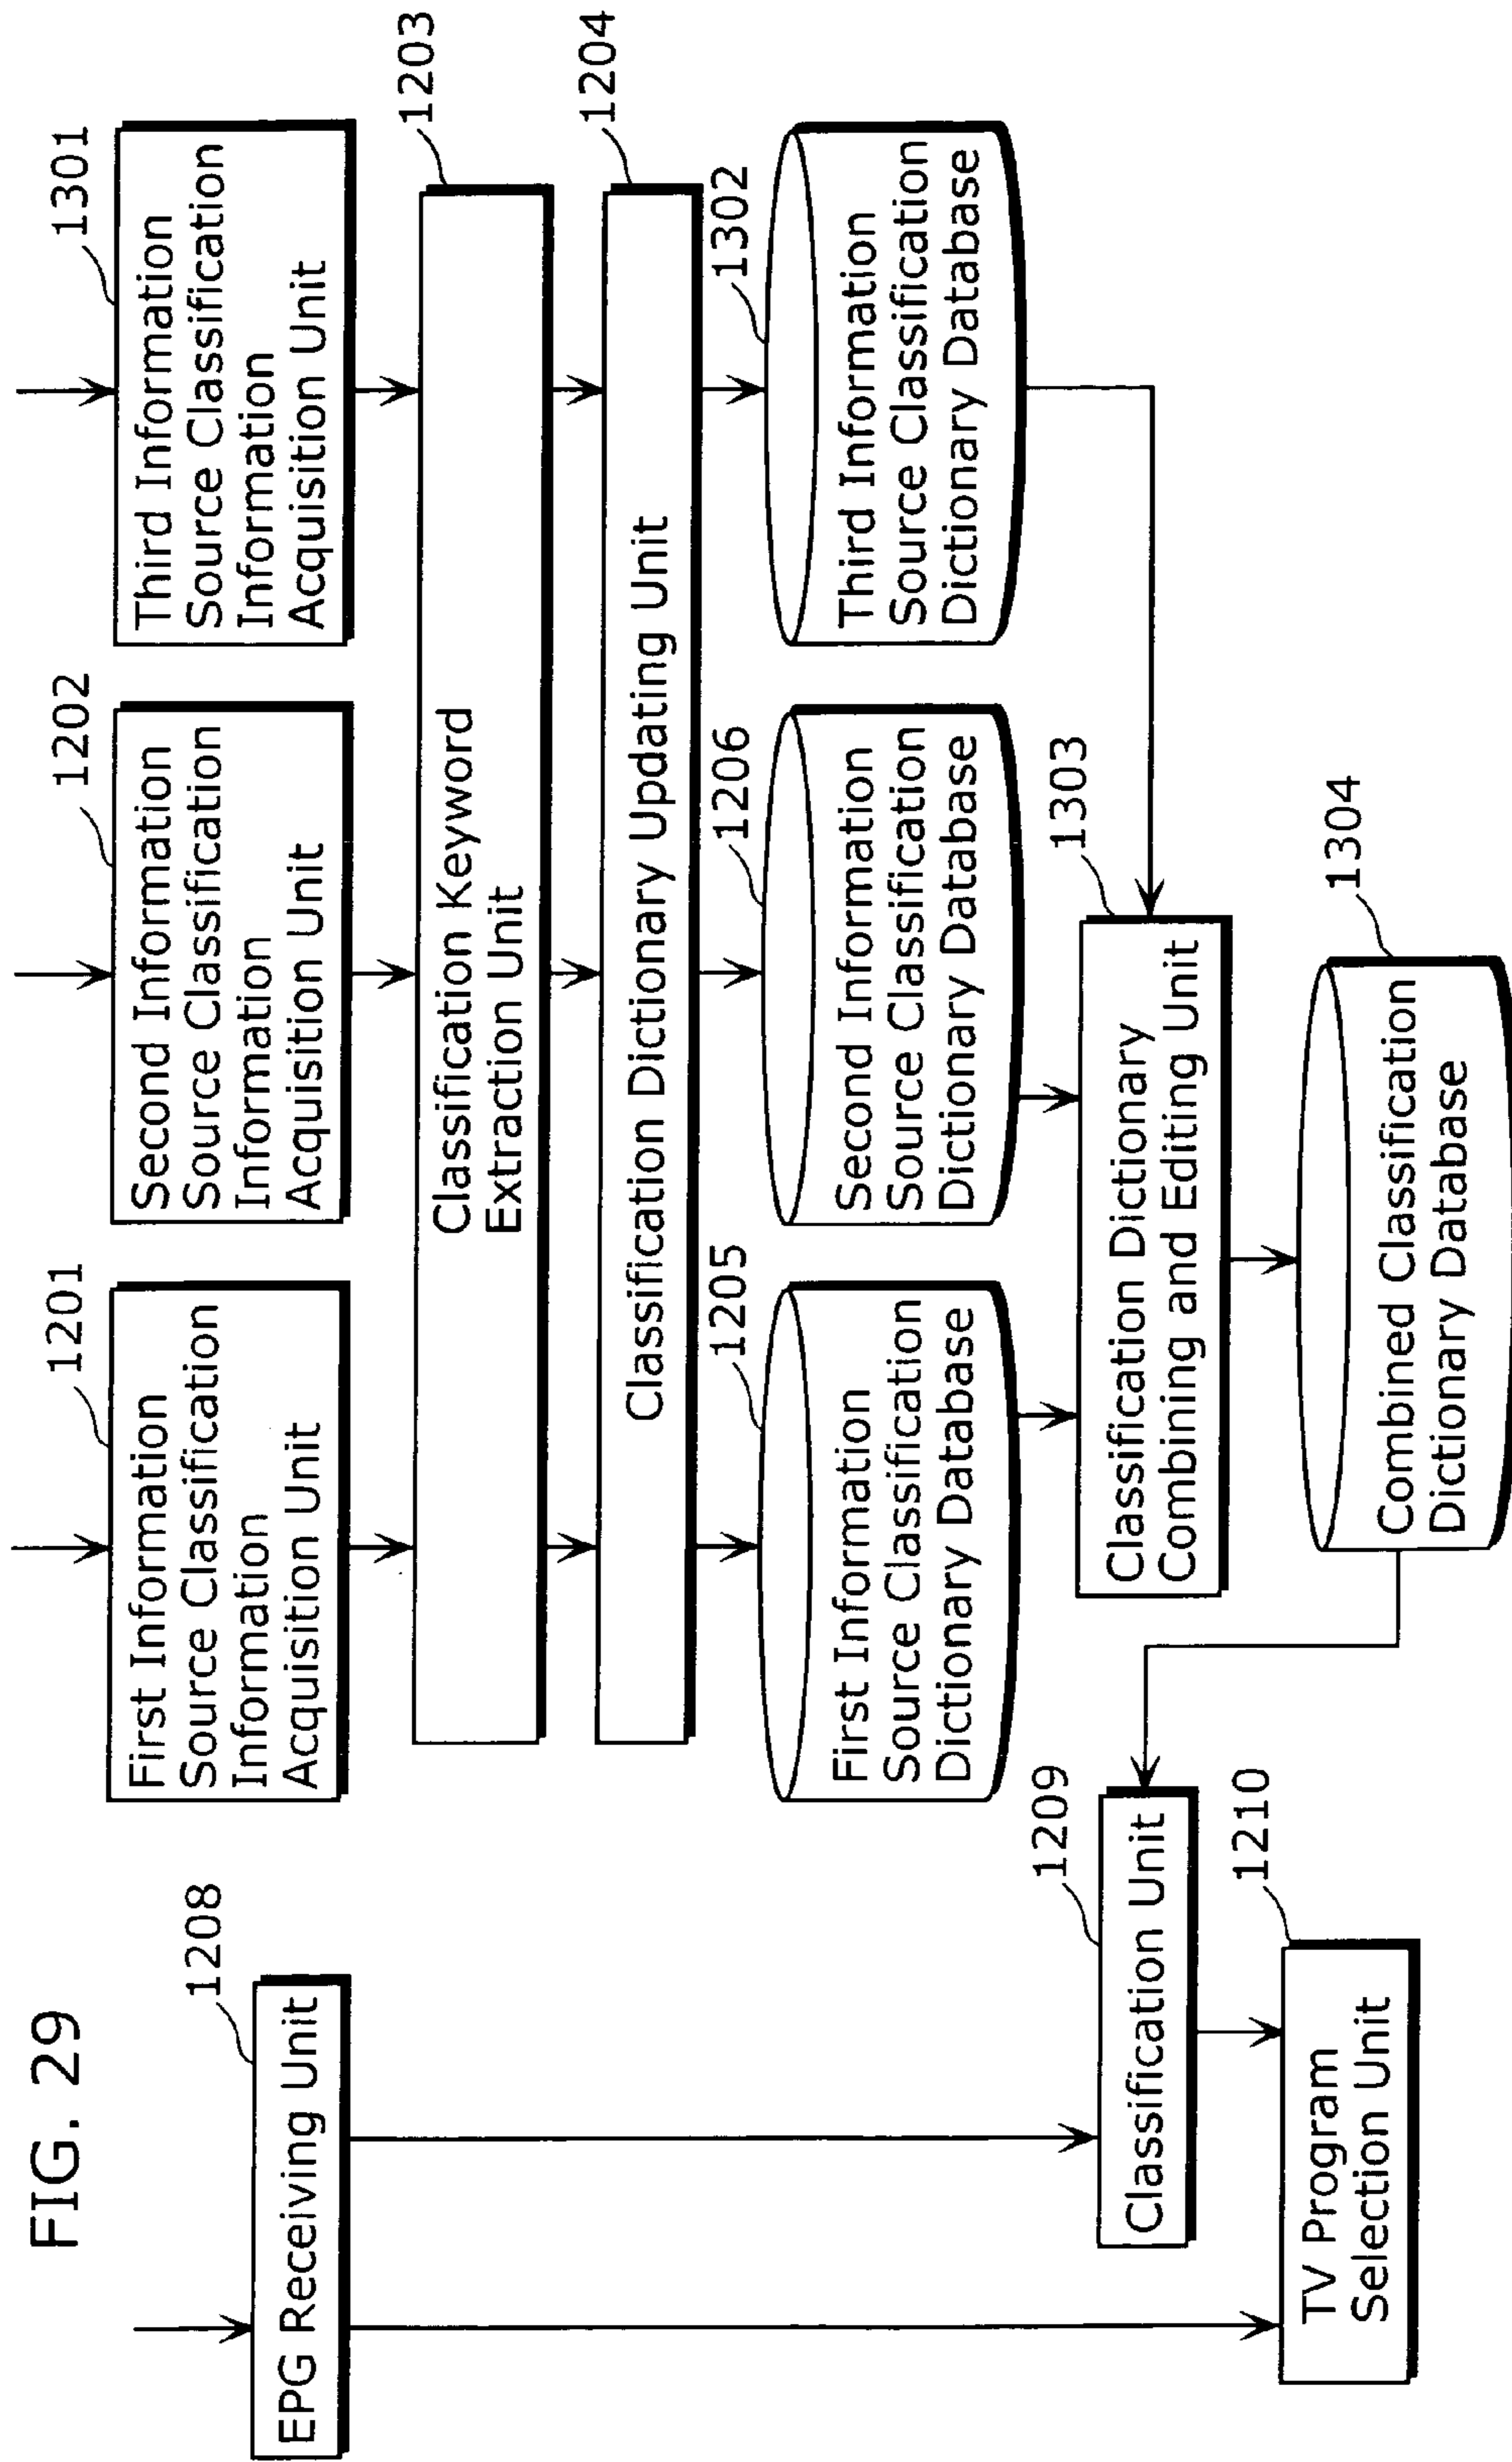 FIG. 29
1208
EPG Receiving Unit
1201
First Information
Source Classification
Information
Acquisition Unit
1202
Second Information
Source Classification
Information
Acquisition Unit
1301
Third Information
Source Classification
Information
Acquisition Unit
1203
Classification Keyword
Extraction Unit
1204
Classification Dictionary Updating Unit
1205
First Information
Source Classification
Dictionary Database
1206
Second Information
Source Classification
Dictionary Database
1302
Third Information
Source Classification
Dictionary Database
1209
Classification Unit
1303
Classification Dictionary
Combining and Editing Unit
1210
TV Program
Selection Unit
1304
Combined Classification
Dictionary Database